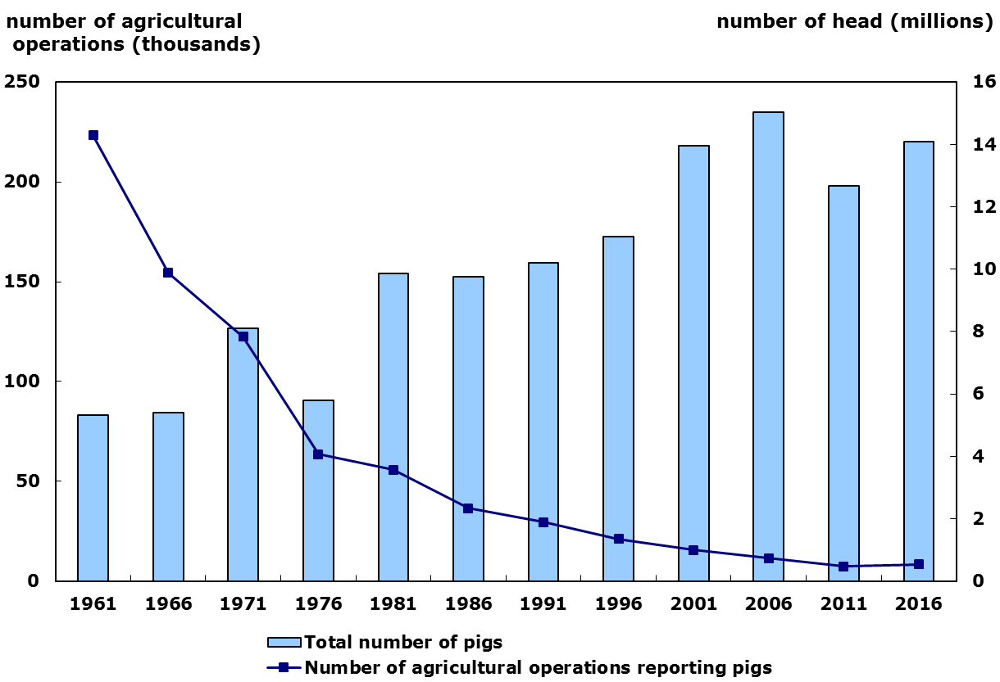 number of agricultural
operations (thousands)
number of head (millions)
250
200
150
100
50
0
16
14
12
10
8
6
4
2
0
1961 1966 1971 1976 1981 1986 1991 1996 2001 2006 2011 2016
Total number of pigs
Number of agricultural operations reporting pigs